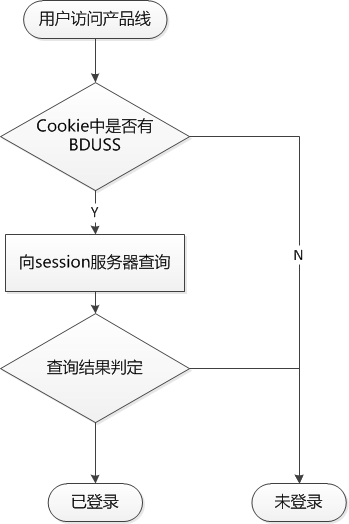 用户访问产品线
Cookie中是否有
BDUSS
Y
N
向session服务器查询
查询结果判定
已登录
未登录